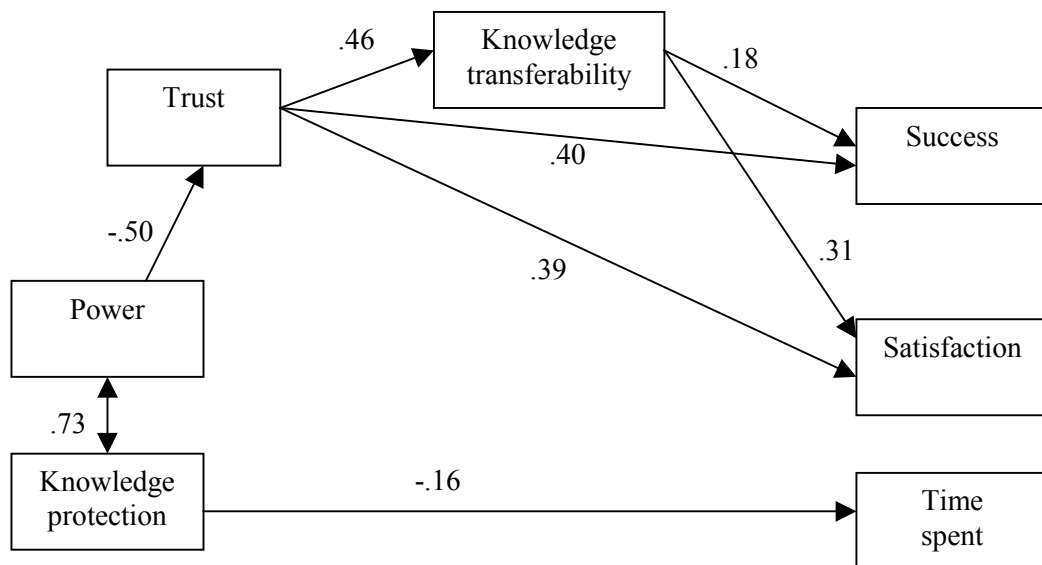 .46
Knowledge
transferability
.18
Trust
Success
.40
-.50
.39
.31
Power
Satisfaction
.73
Knowledge
protection
-.16
Time
spent